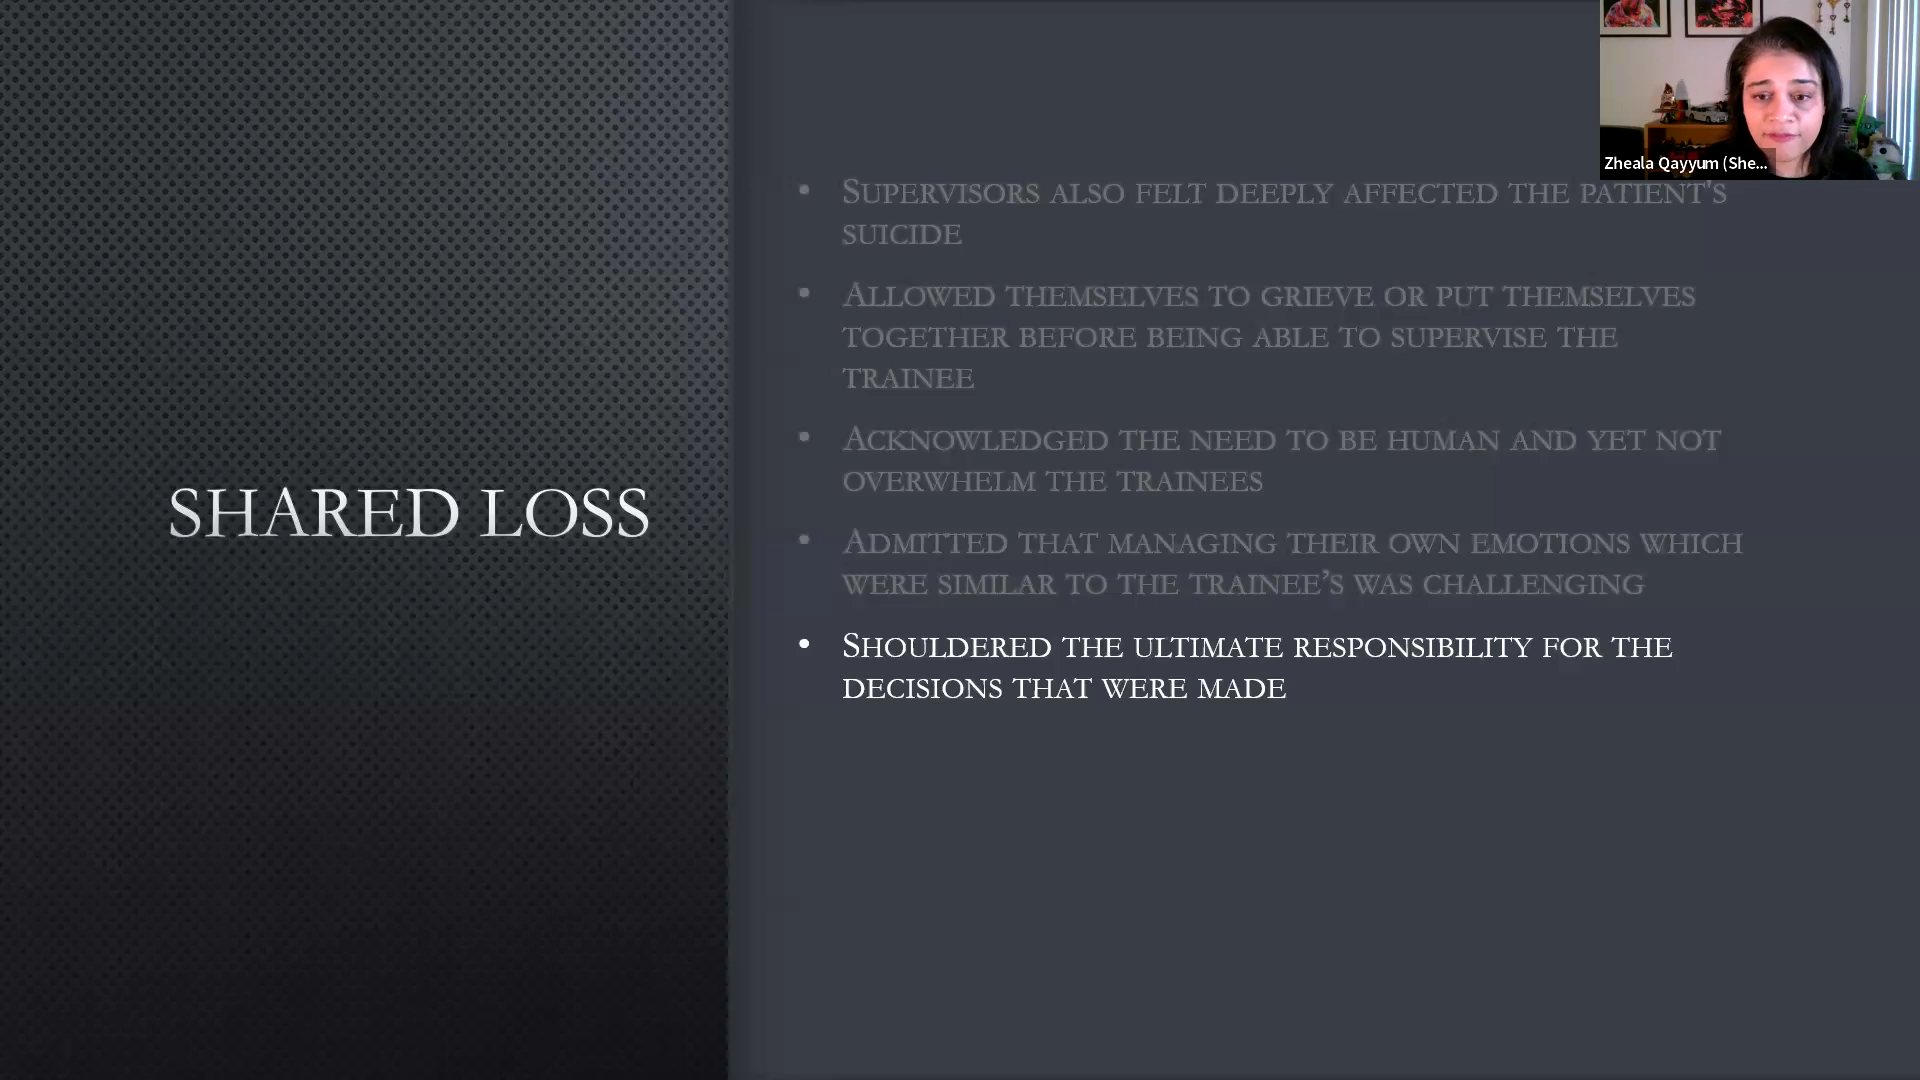 Zheala Qayyum (She...
SHARED LOSS
• SUPERVISORS ALSO FELT DEEPLY AFFECTED THE PATIENT'S
SUICIDE
• ALLOWED THEMSELVES TO GRIEVE OR PUT THEMSELVES
TOGETHER BEFORE BEING ABLE TO SUPERVISE THE
TRAINEE
• ACKNOWLEDGED THE NEED TO BE HUMAN AND YET NOT
OVERWHELM THE TRAINEES
• ADMITTED THAT MANAGING THEIR OWN EMOTIONS WHICH
WERE SIMILAR TO THE TRAINEE’S WAS CHALLENGING
• SHOULDERED THE ULTIMATE RESPONSIBILITY FOR THE
DECISIONS THAT WERE MADE